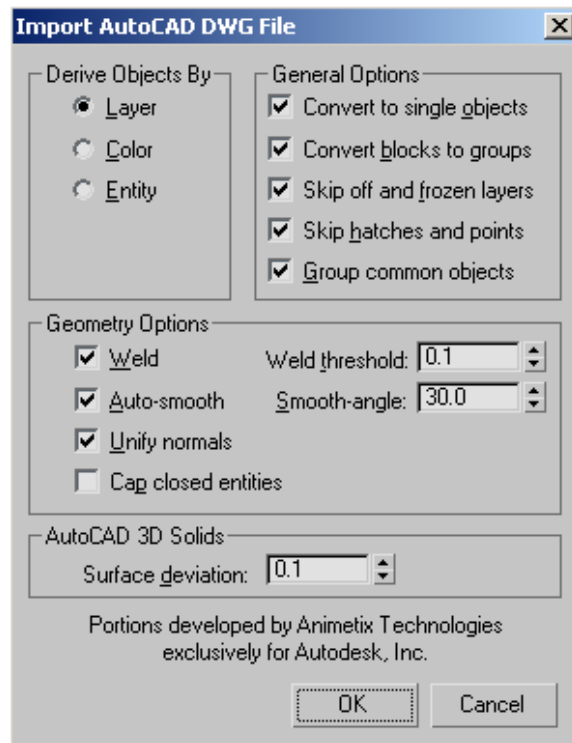 Import AutoCAD DWG File
Derive Objects By
Layer
Color
Entity
General Options
Convert to single objects
Convert blocks to groups
Skip off and frozen layers
Skip hatches and points
Group common objects
Geometry Options
Weld
Weld threshold: 0.1
Auto-smooth
Smooth-angle: 30.0
Unify normals
Cap closed entities
AutoCAD 3D Solids
Surface deviation: 0.1
Portions developed by Animetix Technologies
exclusively for Autodesk, Inc.
OK Cancel